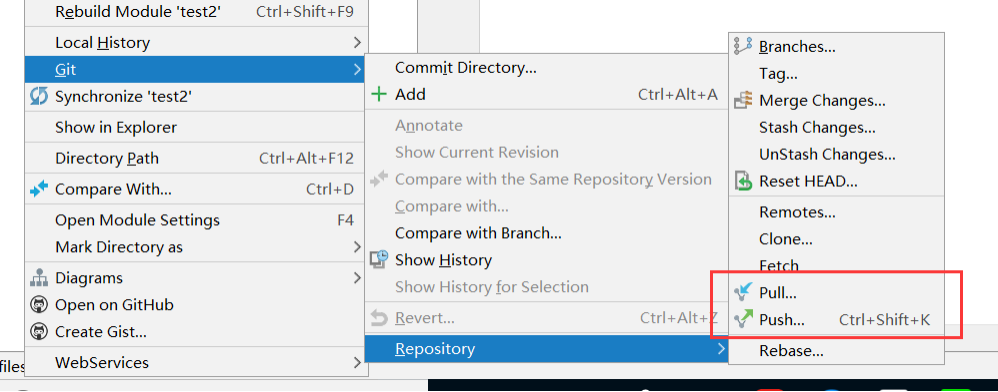 Rebuild Module 'test2' Ctrl+Shift+F9
Local History
Git
Synchronize 'test2'
Show in Explorer
Directory Path Ctrl+Alt+F12
Compare With... Ctrl+D
Open Module Settings F4
Mark Directory as
Diagrams
Open on GitHub
Create Gist...
WebServices
files
Commit Directory...
Add Ctrl+Alt+A
Annotate
Show Current Revision
Compare with the Same Repository Version
Compare with...
Compare with Branch...
Show History
Show History for Selection
Revert... Ctrl+Alt+Z
Repository
Branches...
Tag...
Merge Changes...
Stash Changes...
UnStash Changes...
Reset HEAD...
Remotes...
Clone...
Fetch
Pull...
Push... Ctrl+Shift+K
Rebase...